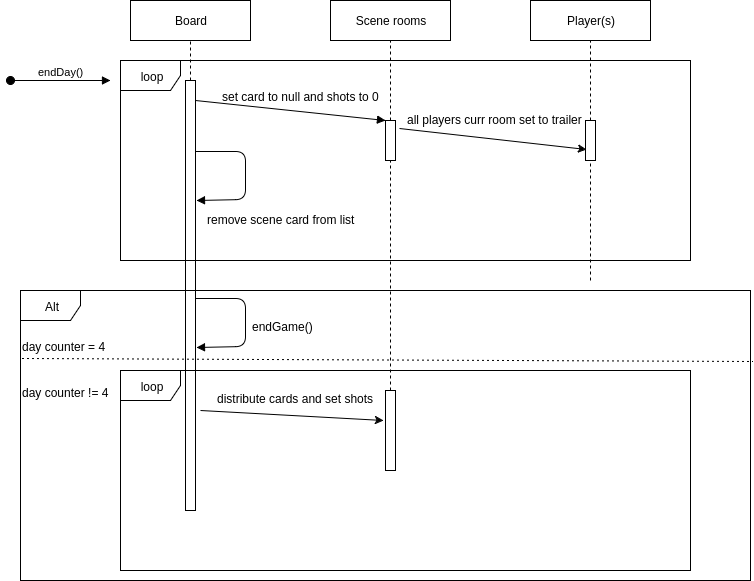 Board
Scene rooms
Player(s)
endDay()
loop
set card to null and shots to 0
all players curr room set to trailer
remove scene card from list
Alt
endGame()
day counter = 4
day counter != 4
loop
distribute cards and set shots